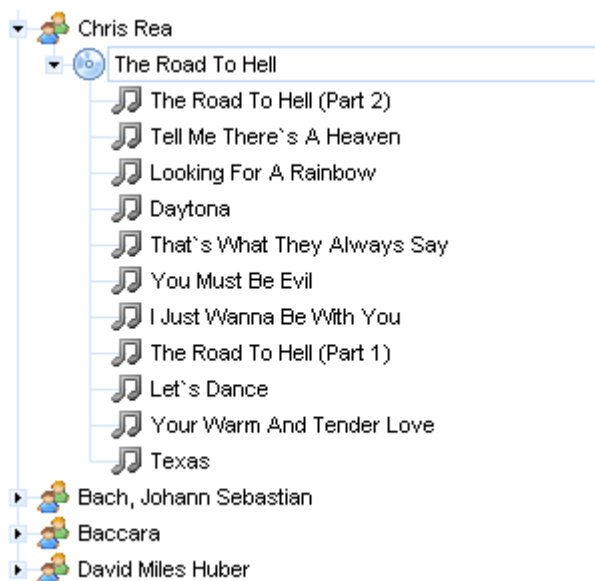 Chris Rea
The Road To Hell
The Road To Hell (Part 2)
Tell Me There`s A Heaven
Looking For A Rainbow
Daytona
That`s What They Always Say
You Must Be Evil
I Just Wanna Be With You
The Road To Hell (Part 1)
Let`s Dance
Your Warm And Tender Love
Texas
Bach, Johann Sebastian
Baccara
David Miles Huber